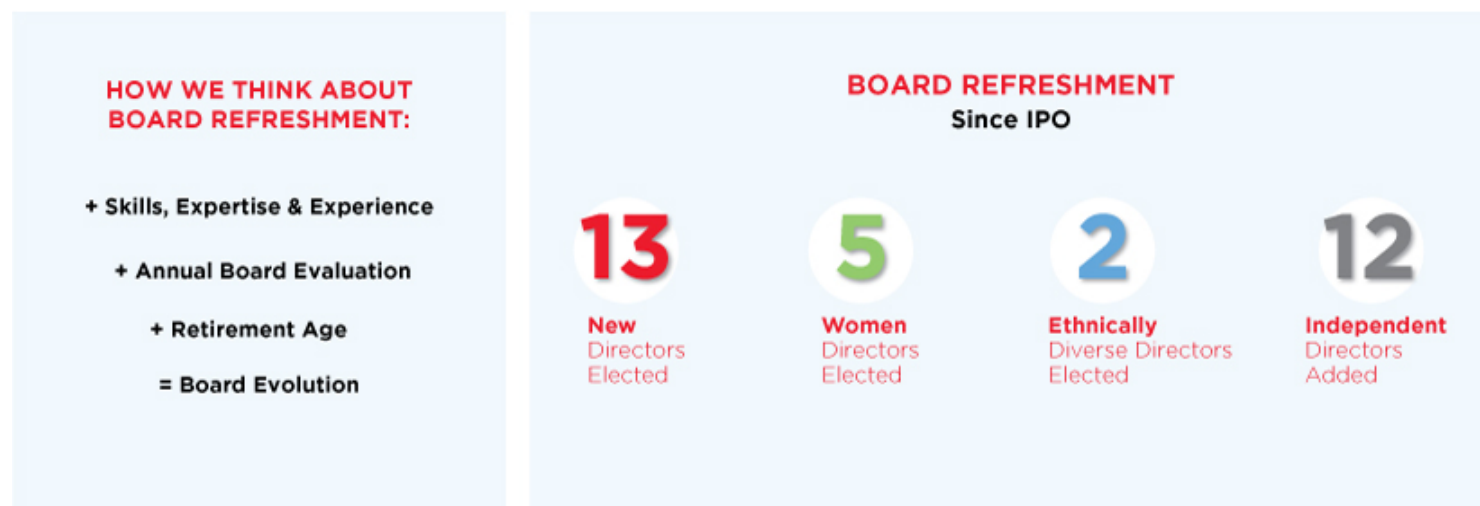 HOW WE THINK ABOUT
BOARD REFRESHMENT:
+ Skills, Expertise & Experience
+ Annual Board Evaluation
+ Retirement Age
= Board Evolution
BOARD REFRESHMENT
Since IPO
13
New
Directors
Elected
5
Women
Directors
Elected
2
Ethnically
Diverse Directors
Elected
12
Independent
Directors
Added